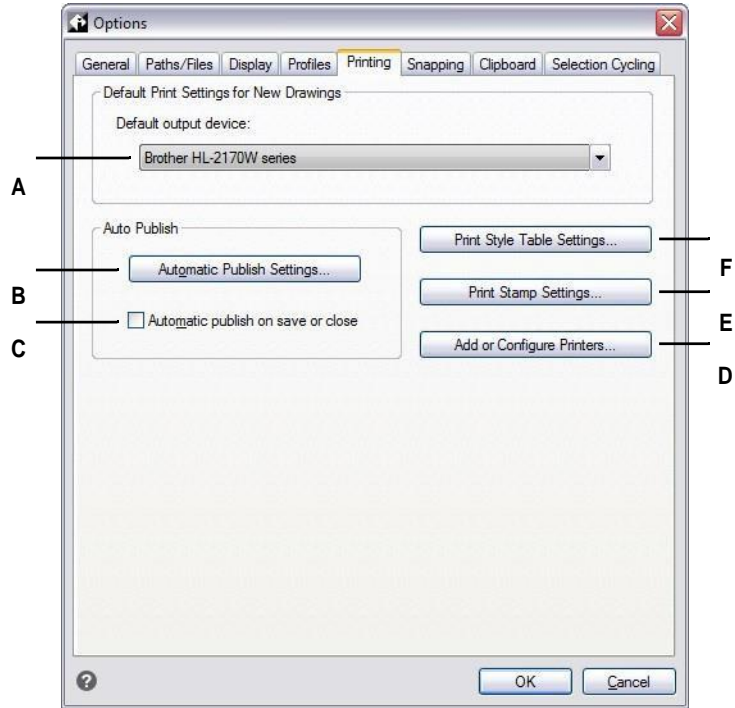 Options
General Paths/Files Display Profiles Printing Snapping Clipboard Selection Cycling
Default Print Settings for New Drawings
Default output device:
Brother HL-2170W series
A
Auto Publish
Automatic Publish Settings...
B
Automatic publish on save or close
C
Print Style Table Settings...
F
Print Stamp Settings...
E
Add or Configure Printers...
D
?
OK
Cancel